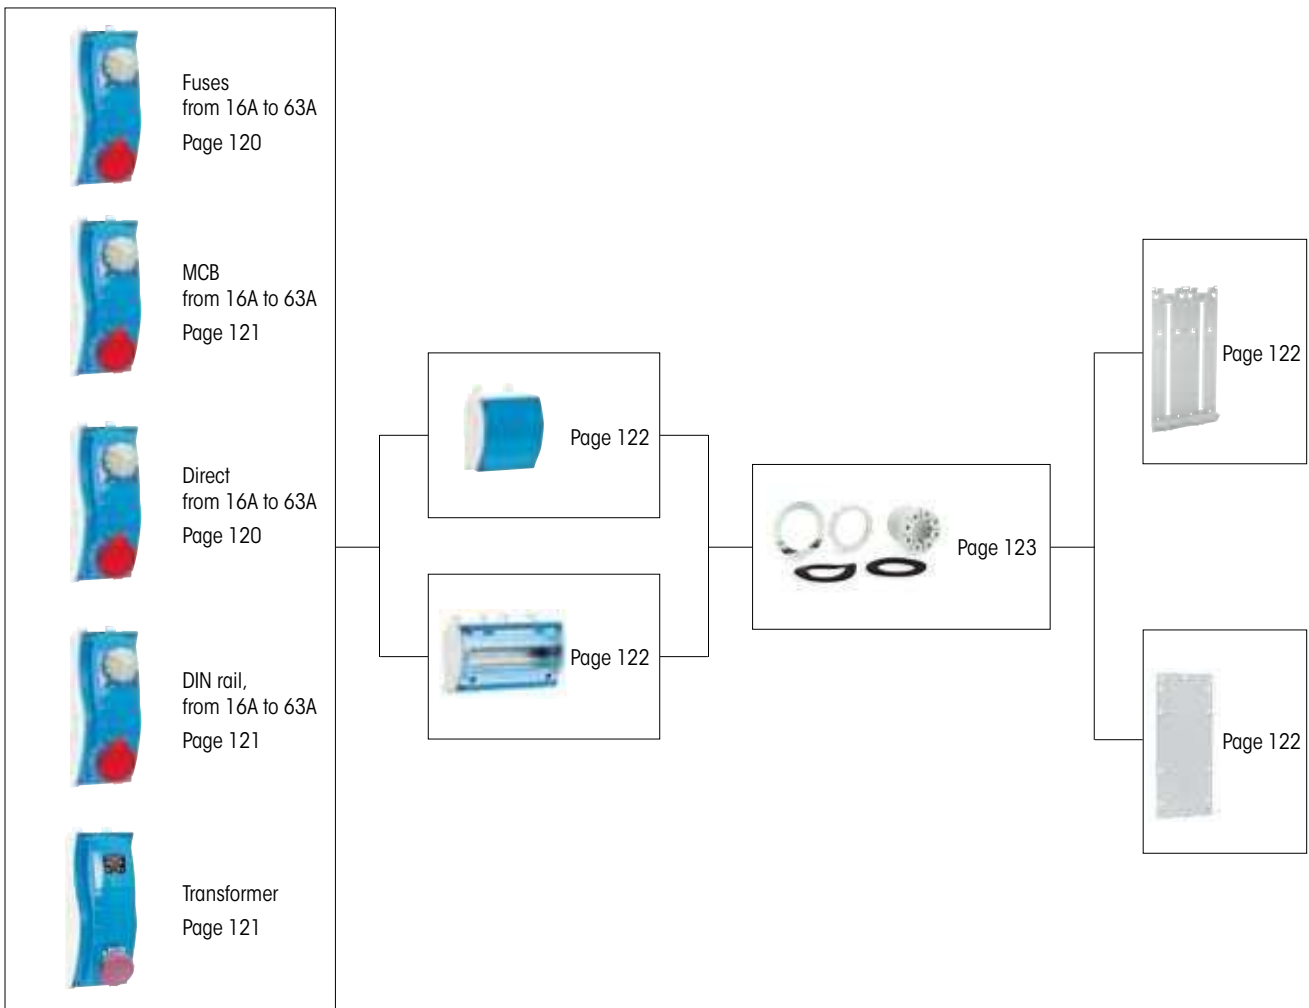 Fuses
from 16A to 63A
Page 120
MCB
from 16A to 63A
Page 121
Direct
from 16A to 63A
Page 120
DIN rail,
from 16A to 63A
Page 121
Transformer
Page 121
Page 122
Page 122
Page 123
Page 122
Page 122